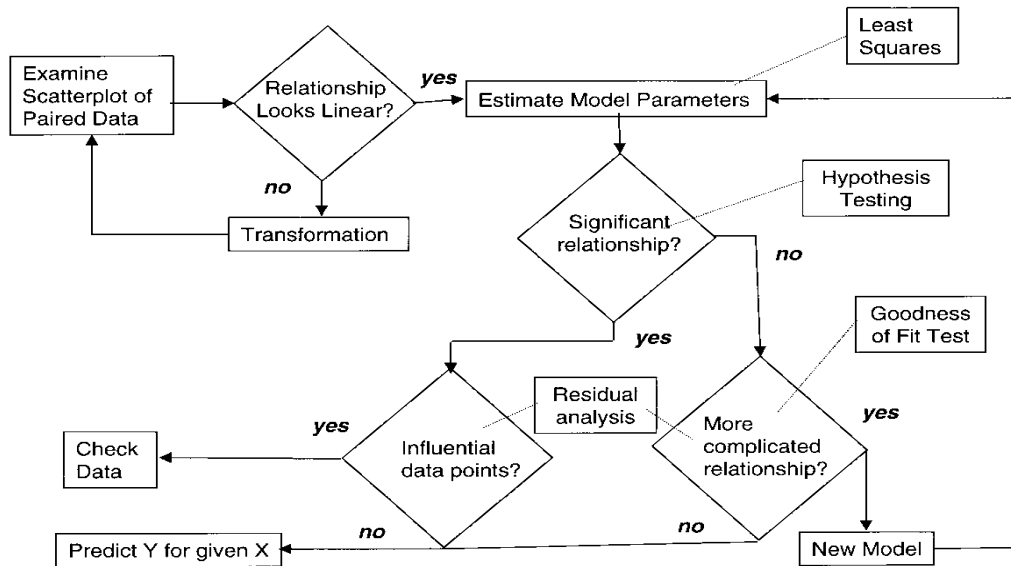 Least
Squares
Examine
Scatterplot of
Paired Data
Relationship
Looks Linear?
yes
Estimate Model Parameters
no
Transformation
Hypothesis
Testing
Significant
relationship?
no
yes
Goodness
of Fit Test
Residual
analysis
yes
Influential
data points?
More
complicated
relationship?
yes
Check
Data
no
no
Predict Y for given X
New Model